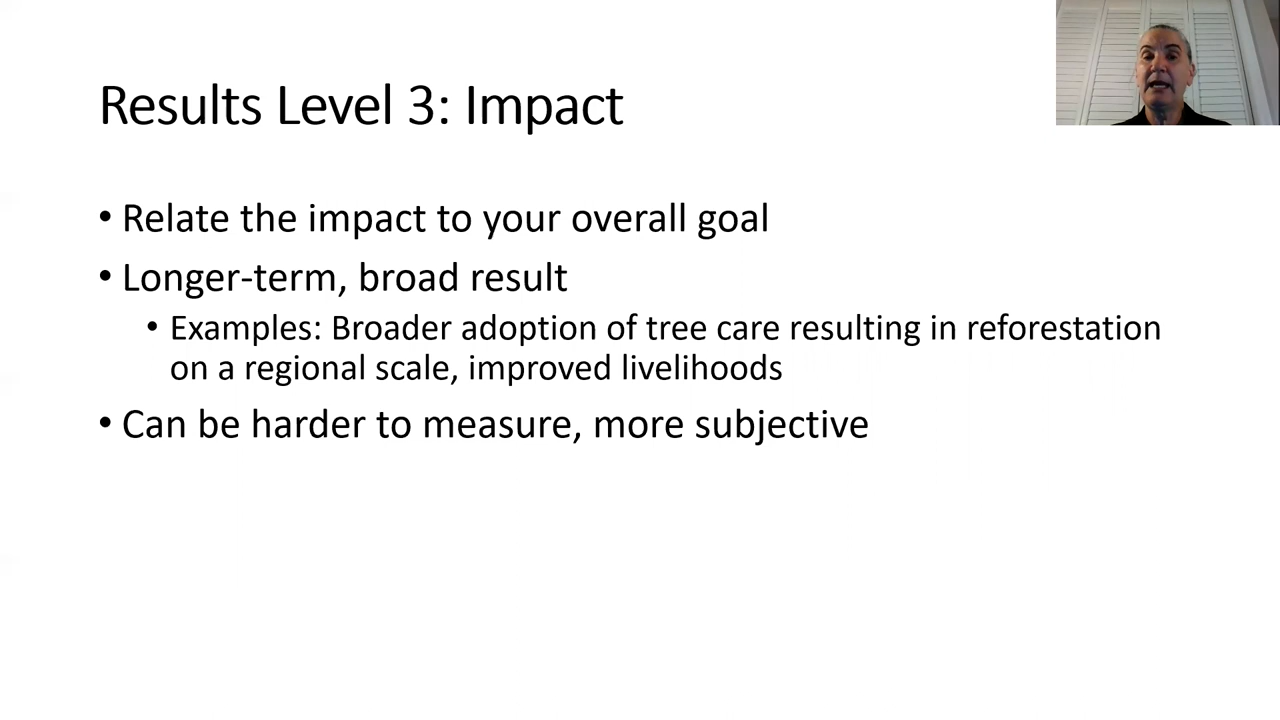 Results Level 3: Impact
• Relate the impact to your overall goal
• Longer-term, broad result
• Examples: Broader adoption of tree care resulting in reforestation
on a regional scale, improved livelihoods
• Can be harder to measure, more subjective